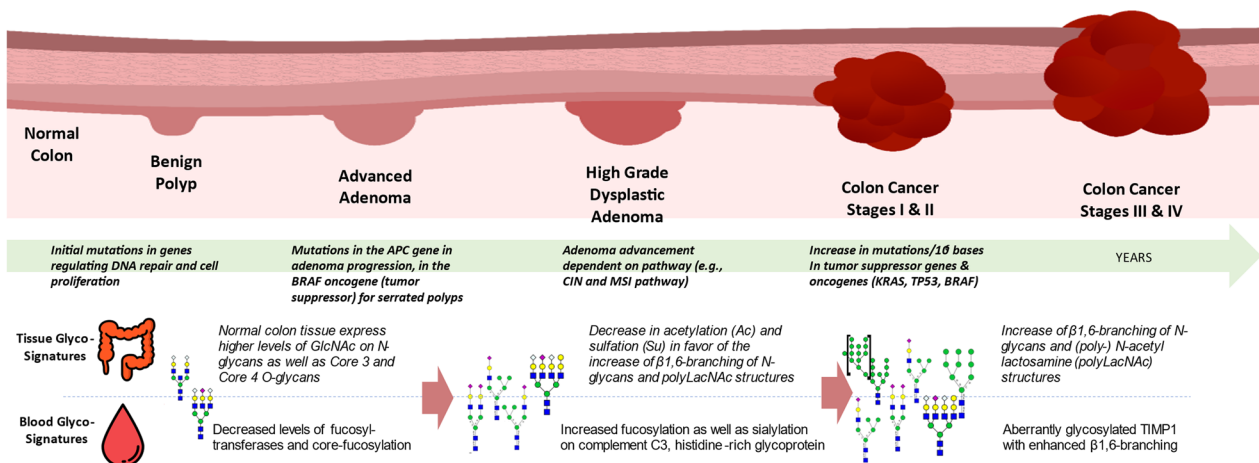 Normal
Colon
Benign
Polyp
Advanced
Adenoma
High Grade
Dysplastic
Adenoma
Colon Cancer
Stages I & II
Colon Cancer
Stages III & IV
Initial mutations in genes
regulating DNA repair and cell
proliferation
Mutations in the APC gene in
adenoma progression, in the
BRAF oncogene (tumor
suppressor) for serrated polyps
Adenoma advancement
dependent on pathway (e.g.,
CIN and MSI pathway)
Increase in mutations/10⁶ bases
In tumor suppressor genes &
oncogenes (KRAS, TP53, BRAF)
YEARS
Tissue Glyco-
Signatures
Normal colon tissue express
higher levels of GlcNAc on N-
glycans as well as Core 3 and
Core 4 O-glycans
Decrease in acetylation (Ac) and
sulfation (Su) in favor of the
increase of β1,6-branching of N-
glycans and polyLacNAc structures
Increase of β1,6-branching of N-
glycans and (poly-) N-acetyl
lactosamine (polyLacNAc)
structures
Blood Glyco-
Signatures
Decreased levels of fucosyl-
transferases and core-fucosylation
Increased fucosylation as well as sialylation
on complement C3, histidine-rich glycoprotein
Aberrantly glycosylated TIMP1
with enhanced β1,6-branching